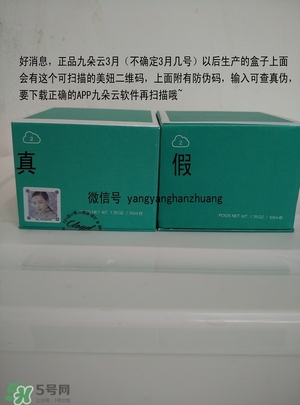 好消息，正品九朵云3月（不确定3月几号）以后生产的盒子上面
会有这个可扫描的美妞二维码，上面附有防伪码，输入可查真伪，
要下载正确的APP九朵云软件再扫描哦~
2
2
真
假
微信号 yangyanghanzhuang
5号网